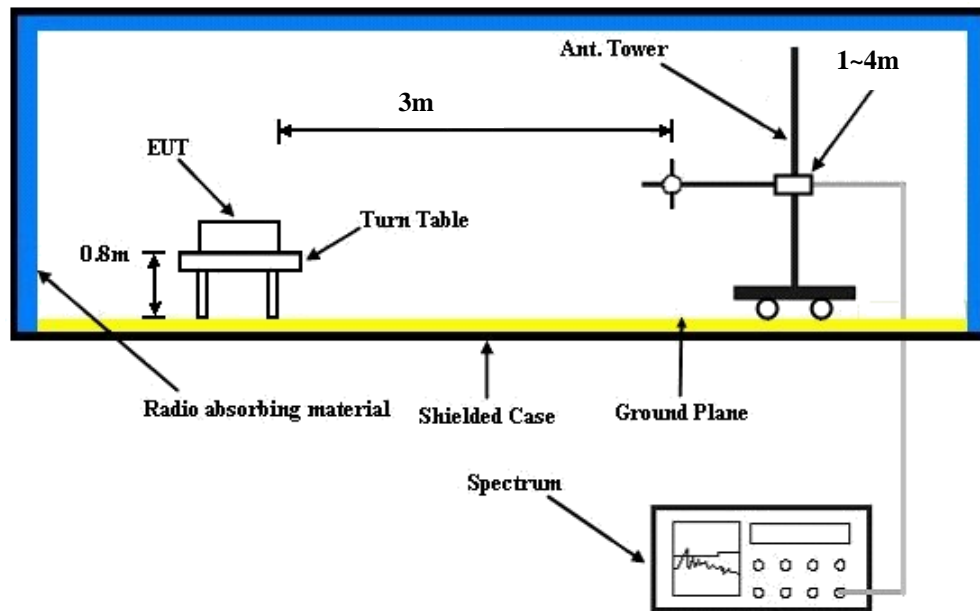 Ant. Tower
1~4m
3m
EUT
Turn Table
0.8m
Radio absorbing material
Shielded Case
Ground Plane
Spectrum